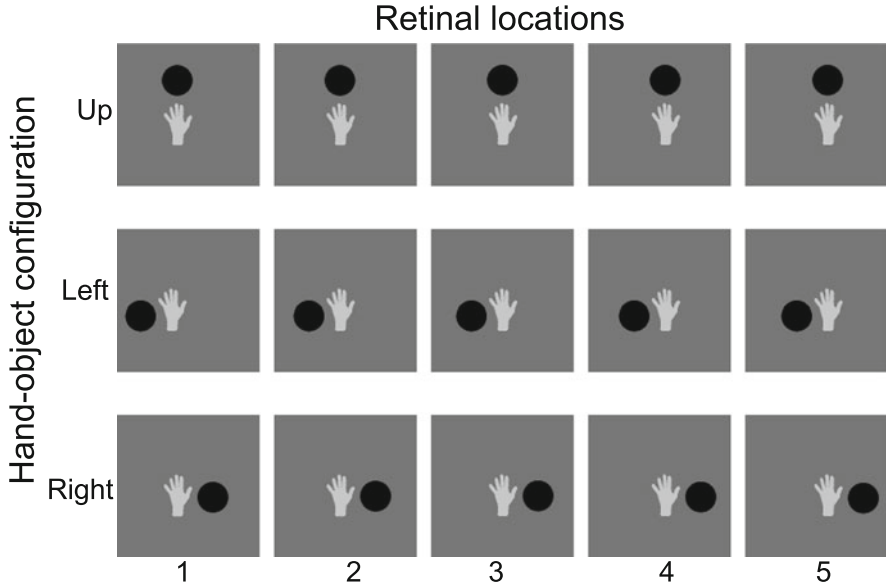 Retinal locations
Hand-object configuration
Up
Left
Right
1 2 3 4 5